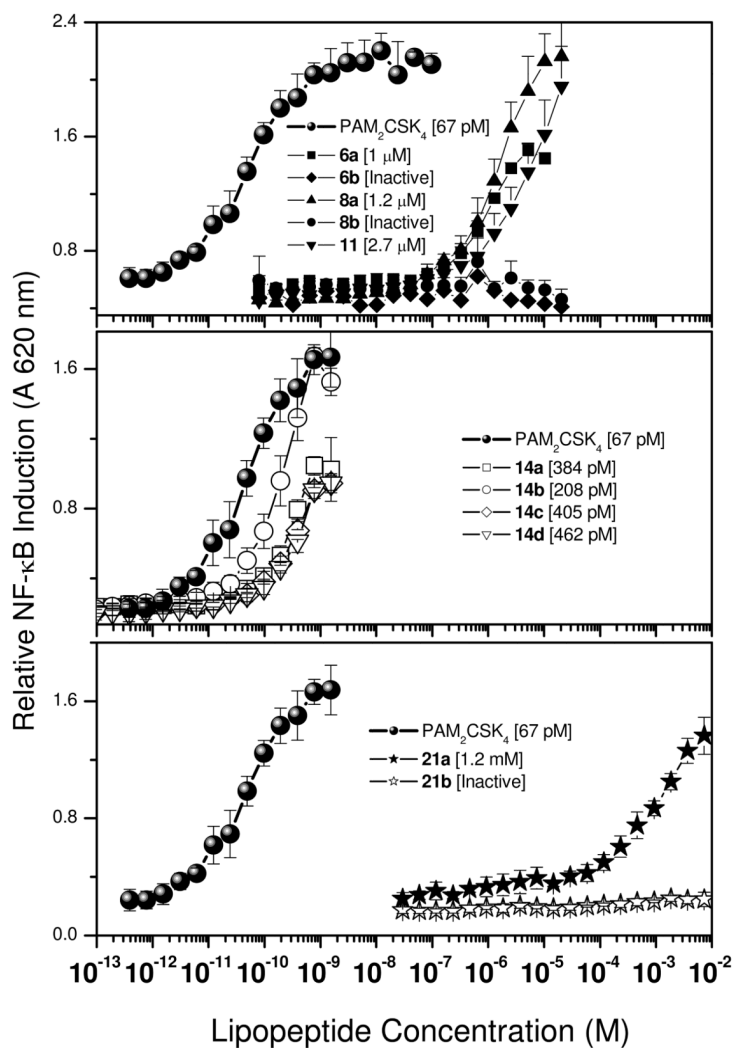 2.4
1.6
0.8
PAM₂CSK₄ [67 pM]
6a [1 μM]
6b [Inactive]
8a [1.2 μM]
8b [Inactive]
11 [2.7 μM]
1.6
0.8
PAM₂CSK₄ [67 pM]
14a [384 pM]
14b [208 pM]
14c [405 pM]
14d [462 pM]
1.6
0.8
0.0
PAM₂CSK₄ [67 pM]
21a [1.2 mM]
21b [Inactive]
Relative NF-κB Induction (A 620 nm)
10⁻¹³ 10⁻¹² 10⁻¹¹ 10⁻¹⁰ 10⁻⁹ 10⁻⁸ 10⁻⁷ 10⁻⁶ 10⁻⁵ 10⁻⁴ 10⁻³ 10⁻²
Lipopeptide Concentration (M)